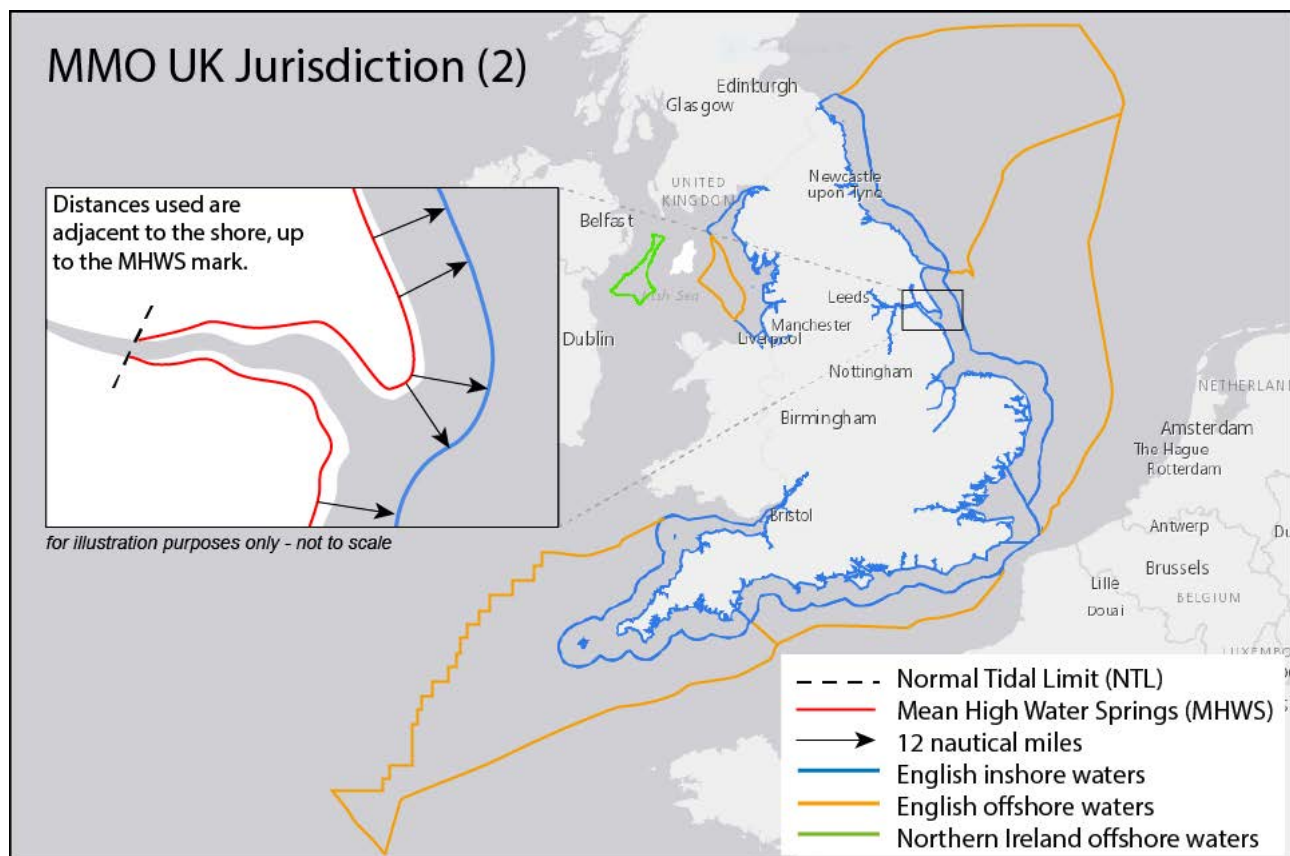 MMO UK Jurisdiction (2)
Edinburgh
Glasgow
Distances used are
adjacent to the shore, up
to the MHWS mark.
UNITED
KINGDOM
Newcastle
upon Tyne
Belfast
Irish Sea
Leeds
Dublin
Manchester
Liverpool
Nottingham
NETHERLAN
Birmingham
Amsterdam
The Hague
Rotterdam
Bristol
Antwerp
for illustration purposes only - not to scale
Brussels
Lille
BELGIUM
Douai
LUXEMBO
Normal Tidal Limit (NTL)
Mean High Water Springs (MHWS)
12 nautical miles
English inshore waters
English offshore waters
Northern Ireland offshore waters